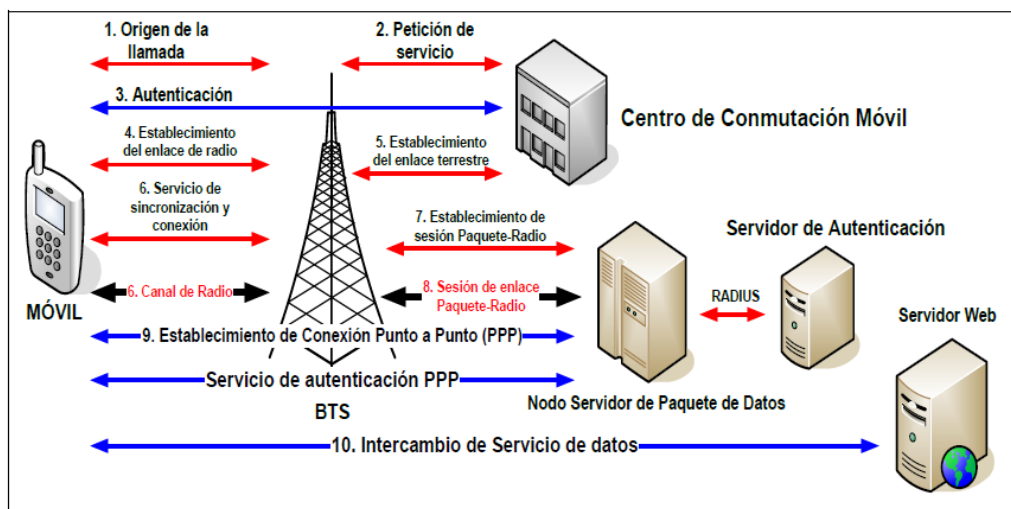 1. Origen de la
llamada
2. Petición de
servicio
3. Autenticación
Centro de Conmutación Móvil
4. Establecimiento
del enlace de radio
5. Establecimiento
del enlace terrestre
6. Servicio de
sincronización y
conexión
7. Establecimiento de
sesión Paquete-Radio
Servidor de Autenticación
6. Canal de Radio
8. Sesión de enlace
Paquete-Radio
RADIUS
MÓVIL
Servidor Web
9. Establecimiento de Conexión Punto a Punto (PPP)
Servicio de autenticación PPP
BTS
Nodo Servidor de Paquete de Datos
10. Intercambio de Servicio de datos